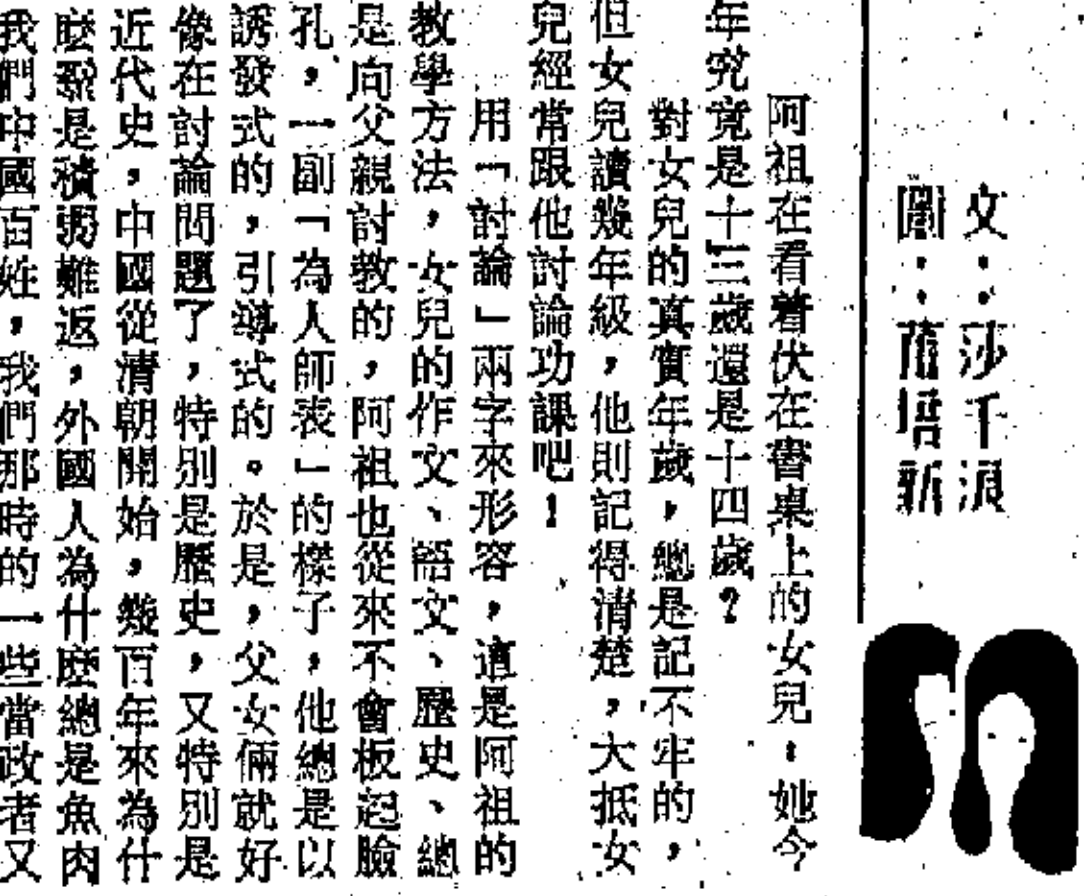 文：莎千浪
圖：蕭培新
阿祖在看着伏在書桌上的女兒，她今
年究竟是十三歲還是十四歲？
對女兒的真實年歲，總是記不牢的，
但女兒讀幾年級，他則記得清楚，大抵女
兒經常跟他討論功課吧！
用「討論」兩字來形容，這是阿祖的
教學方法，女兒的作文、語文、歷史、總
是向父親討教的，阿祖也從來不會板起臉
孔，一副「為人師表」的樣子，他總是以
誘發式的，引導式的。於是，父女倆就好
像在討論問題了，特別是歷史，又特別是
近代史，中國從清朝開始，幾百年來為什
麼就是積弱難返，外國人為什麼總是魚肉
我們中國百姓，我們那時的一些當政者又